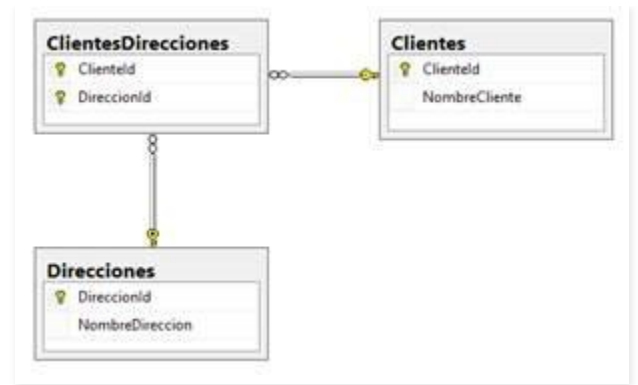 ClientesDirecciones
ClienteId
DireccionId
Clientes
ClienteId
NombreCliente
Direcciones
DireccionId
NombreDireccion